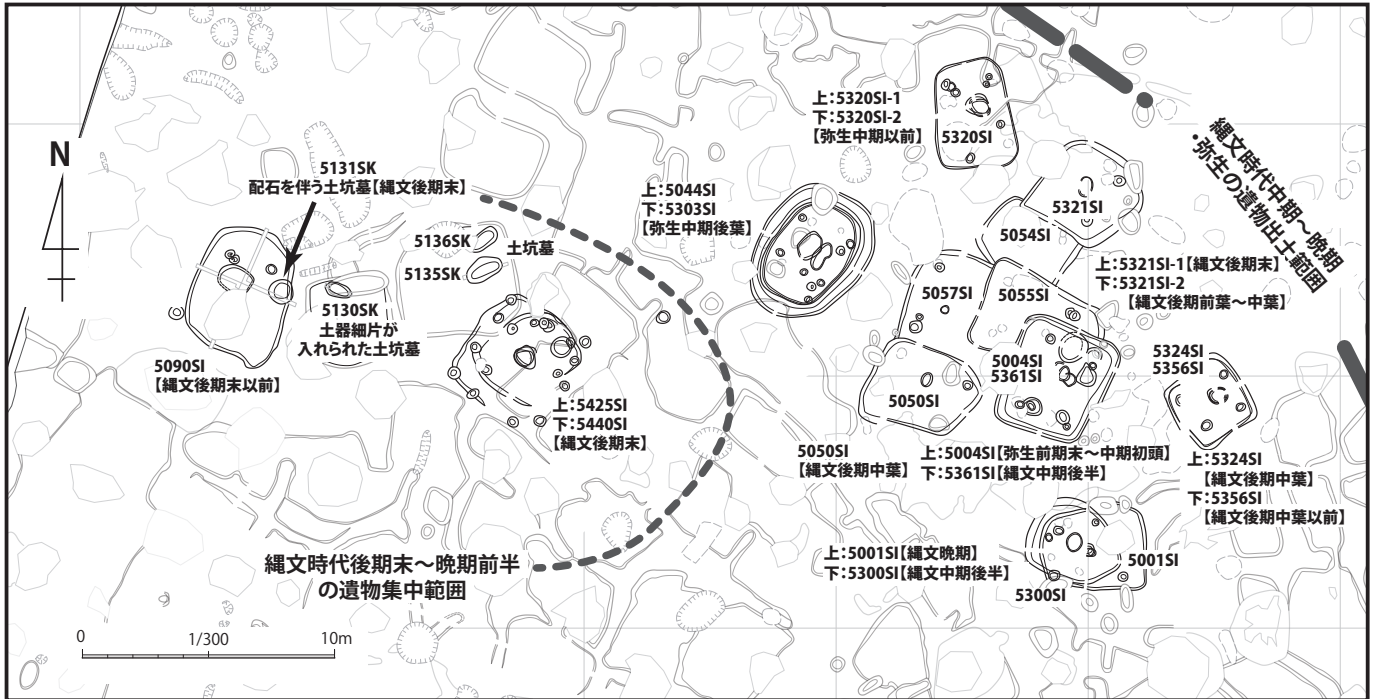 N
5131SK
配石を伴う土坑墓【縄文後期末】
5136SK
5135SK
土坑墓
5130SK
土器細片が
入れられた土坑墓
5090SI
【縄文後期末以前】
上:5425SI
下:5440SI
【縄文後期末】
縄文時代後期末～晩期前半
の遺物集中範囲
0
1/300
10m
上:5044SI
下:5303SI
【弥生中期後葉】
上:5320SI-1
下:5320SI-2
【弥生中期以前】
5320SI
縄文時代中期～晩期
・弥生の遺物出土範囲
5321SI
5054SI
上:5321SI-1【縄文後期末】
下:5321SI-2
【縄文後期前葉～中葉】
5057SI
5055SI
5004SI
5361SI
5050SI
5324SI
5356SI
5050SI
【縄文後期中葉】
上:5004SI【弥生前期末～中期初頭】
下:5361SI【縄文中期後半】
上:5324SI
【縄文後期中葉】
下:5356SI
【縄文後期中葉以前】
上:5001SI【縄文晩期】
下:5300SI【縄文中期後半】
5001SI
5300SI